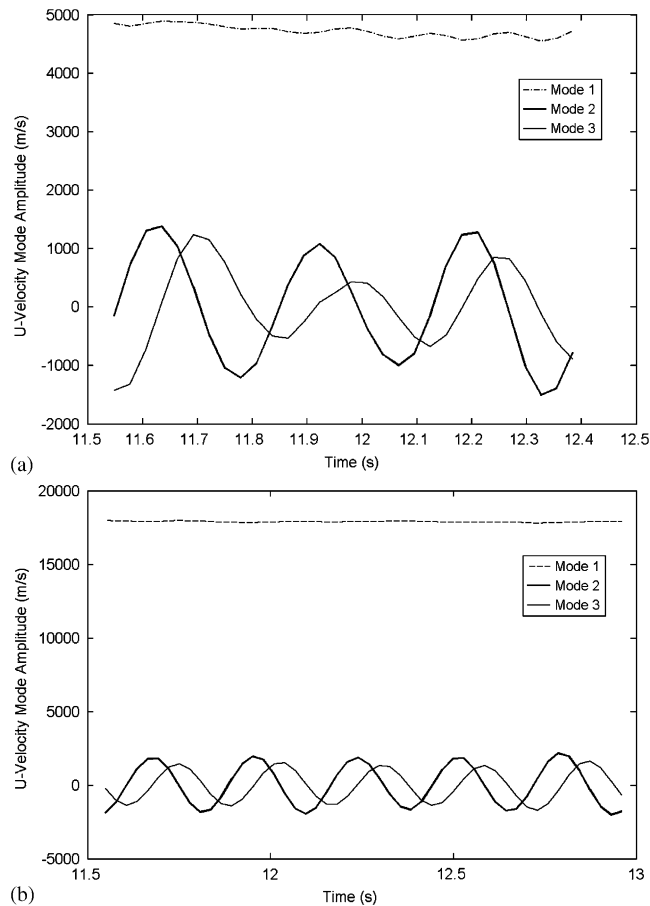 5000
4000
3000
2000
1000
0
-1000
-2000
U-Velocity Mode Amplitude (m/s)
Mode 1
Mode 2
Mode 3
11.5 11.6 11.7 11.8 11.9 12 12.1 12.2 12.3 12.4 12.5
(a)
Time (s)
20000
15000
10000
5000
0
-5000
U-Velocity Mode Amplitude (m/s)
Mode 1
Mode 2
Mode 3
11.5 12 12.5 13
(b)
Time (s)